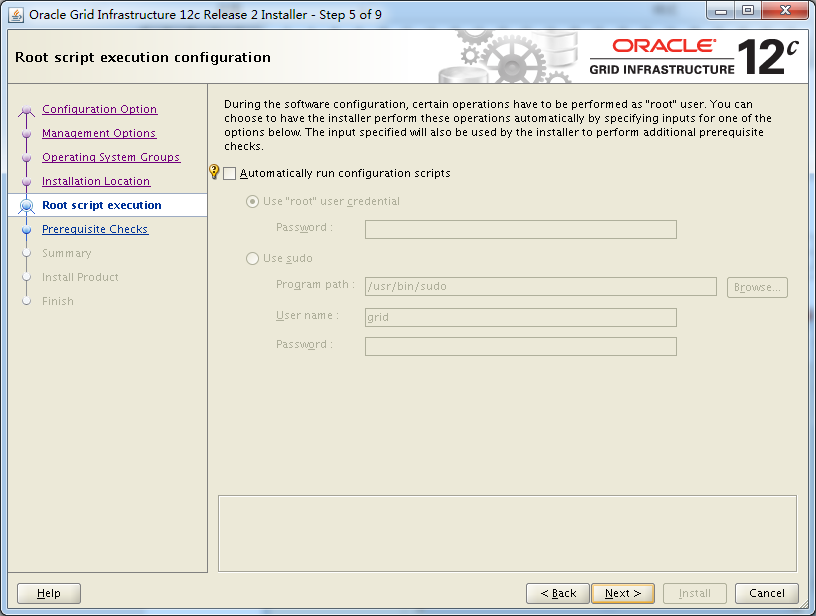 Oracle Grid Infrastructure 12c Release 2 Installer - Step 5 of 9
Root script execution configuration
ORACLE
GRID INFRASTRUCTURE
12c
Configuration Option
Management Options
Operating System Groups
Installation Location
Root script execution
Prerequisite Checks
Summary
Install Product
Finish
During the software configuration, certain operations have to be performed as "root" user. You can
choose to have the installer perform these operations automatically by specifying inputs for one of the
options below. The input specified will also be used by the installer to perform additional prerequisite
checks.
Automatically run configuration scripts
Use "root" user credential
Password :
Use sudo
Program path : /usr/bin/sudo Browse...
User name : grid
Password :
Help < Back Next > Install Cancel